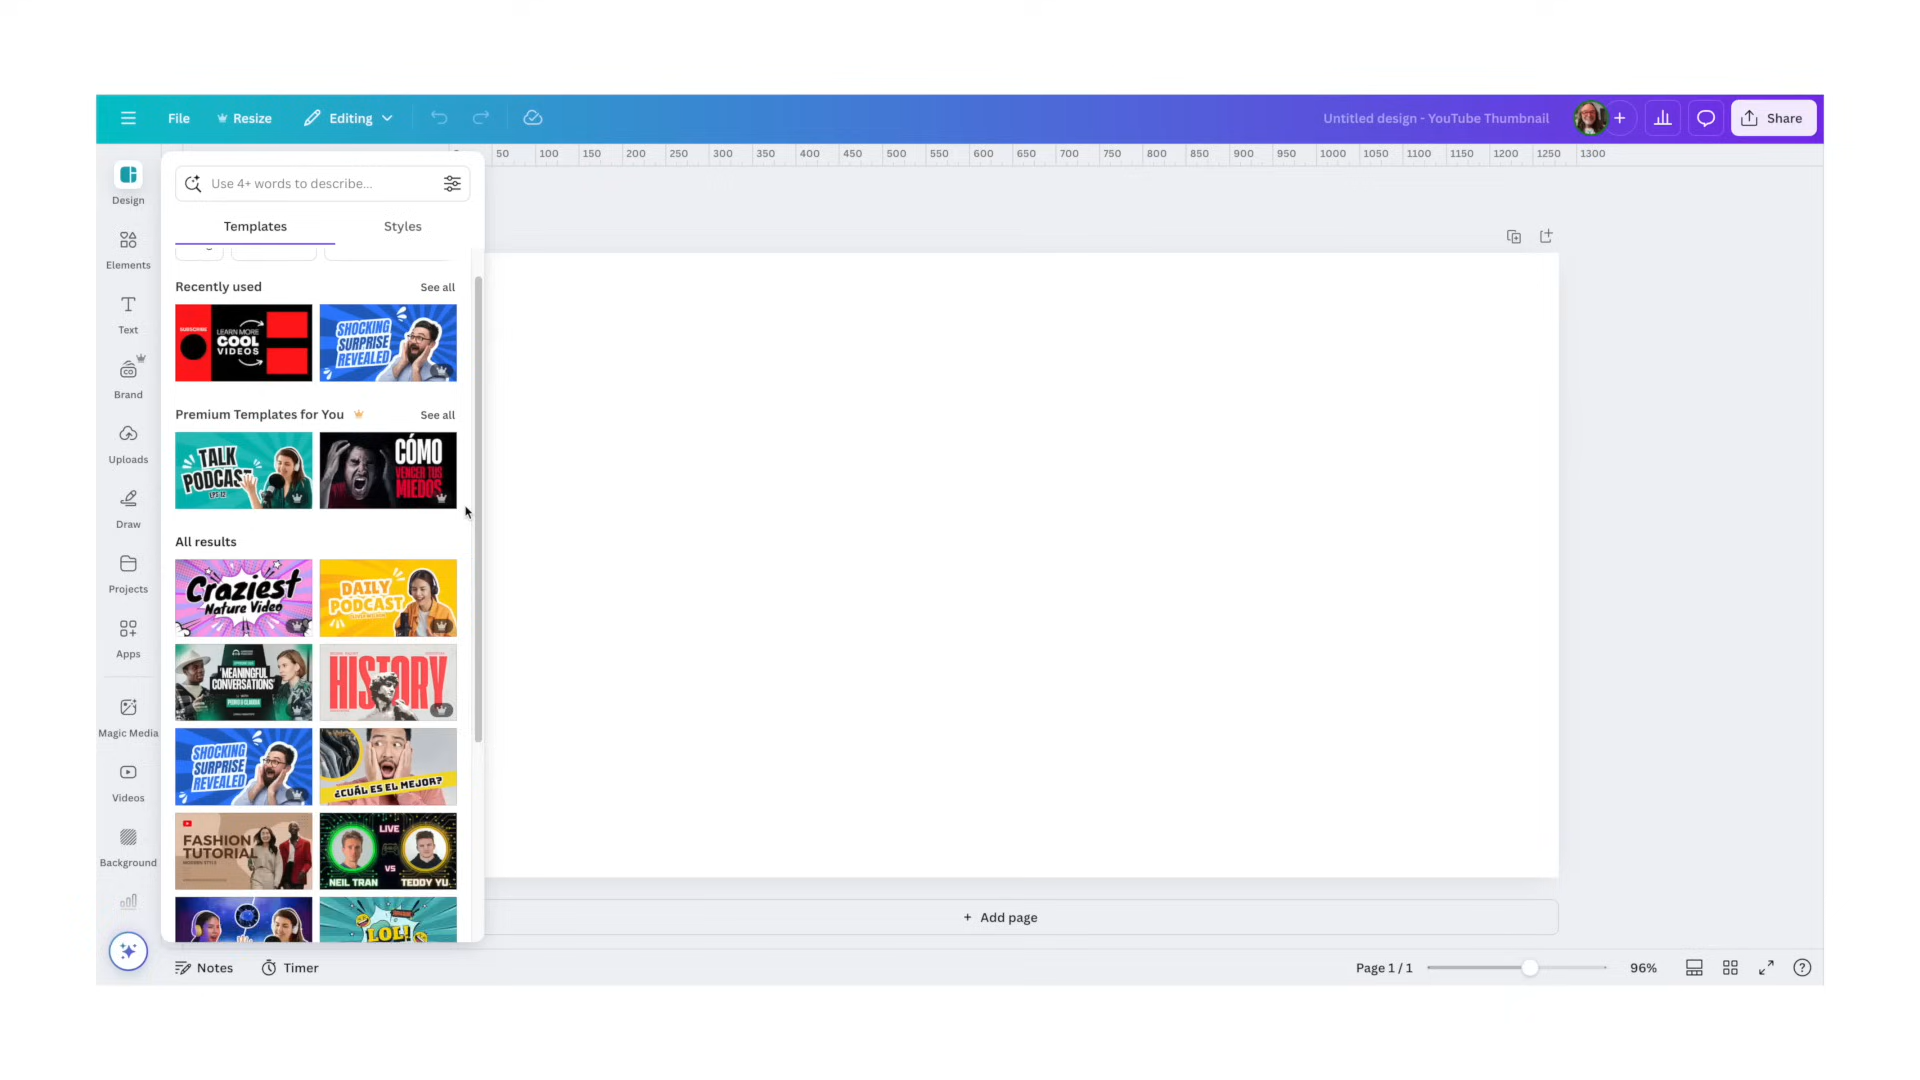 File
Resize
Editing
Untitled design - YouTube Thumbnail
Share
50 100 150 200 250 300 350 400 450 500 550 600 650 700 750 800 850 900 950 1000 1050 1100 1150 1200 1250 1300
Design
Elements
Text
Brand
Uploads
Draw
Projects
Apps
Magic Media
Videos
Background
Use 4+ words to describe...
Templates
Styles
Recently used
See all
SUBSCRIBE
LEARN MORE
COOL
VIDEOS
SHOCKING
SURPRISE
REVEALED
Premium Templates for You
See all
TALK
PODCAST
EPS 12
CÓMO
VENCER TUS
MIEDOS
All results
Craziest
Nature Video
DAILY
PODCAST
'MEANINGFUL
CONVERSATIONS'
HISTORY
SHOCKING
SURPRISE
REVEALED
¿CUÁL ES EL MEJOR?
FASHION
TUTORIAL
LIVE
VS
NEIL TRAN
TEDDY YU
LOL!
Add page
Notes
Timer
Page 1 / 1
96%